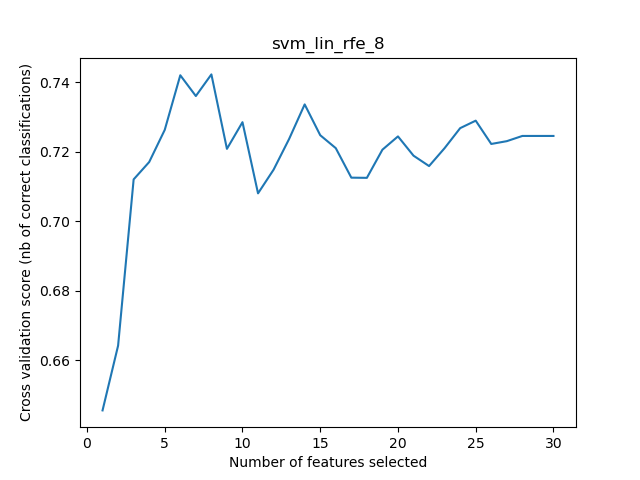 svm_lin_rfe_8
Cross validation score (nb of correct classifications)
0.74
0.72
0.70
0.68
0.66
0 5 10 15 20 25 30
Number of features selected